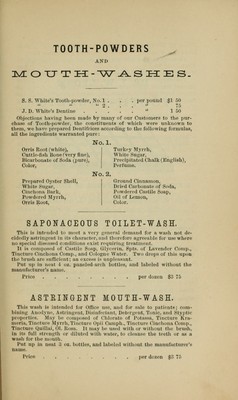 TOOTH-POWDERS
AND
MOUTH-WASHES.
S. S. White's Tooth-powder, No. 1 . . . per pound $1 50
" " " " 2 . . . " 75
J. D. White's Dentine . . . . . " 1 50
Objections having been made by many of our Customers to the pur-
chase of Tooth-powder, the constituents of which were unknown to
them, we have prepared Dentifrices according to the following formulas,
all the ingredients warranted pure:
No. 1.
Orris Root (white),
Cuttle-fish Bone (very fine),
Bicarbonate of Soda (pure),
Color,
Turkey Myrrh,
White Sugar,
Precipitated Chalk (English),
Perfume.
No. 2.
Prepared Oyster Shell,
White Sugar,
Cinchona Bark,
Powdered Myrrh,
Orris Root,
Ground Cinnamon,
Dried Carbonate of Soda,
Powdered Castile Soap,
Oil of Lemon,
Color.
SAPONACEOUS TOILET-WASH.
This is intended to meet a very general demand for a wash not de-
cidedly astringent in its character, and therefore agreeable for use where
no special diseased conditions exist requiring treatment.
It is composed of Castile Soap, Glycerin, Spts. of Lavender Comp.,
Tincture Cinchona Comp., and Cologne Water. Two drops of this upon
the brush are sufficient; an excess is unpleasant.
Put up in neat 4 oz. paneled-arch bottles, and labeled without the
manufacturer's name.
Price . . . . . . . . per dozen $3 75
ASTRINGENT MOUTH-WASH.
This wash is intended for Office use, and for sale to patients; com-
bining Anodyne, Astringent, Disinfectant, Detergent, Tonic, and Styptic
properties. May be composed of Chlorate of Potassa, Tincture Kra-
meria, Tincture Myrrh, Tincture Opii Camph., Tincture Cinchona Comp.,
Tincture Quillai, Ol. Rosa. It may be used with or without the brush,
in its full strength or diluted with water, to cleanse the teeth or as a
wash for the mouth.
Put up in neat 3 oz. bottles, and labeled without the manufacturer's
name.
Price . . . . . . . . per dozen $3 75